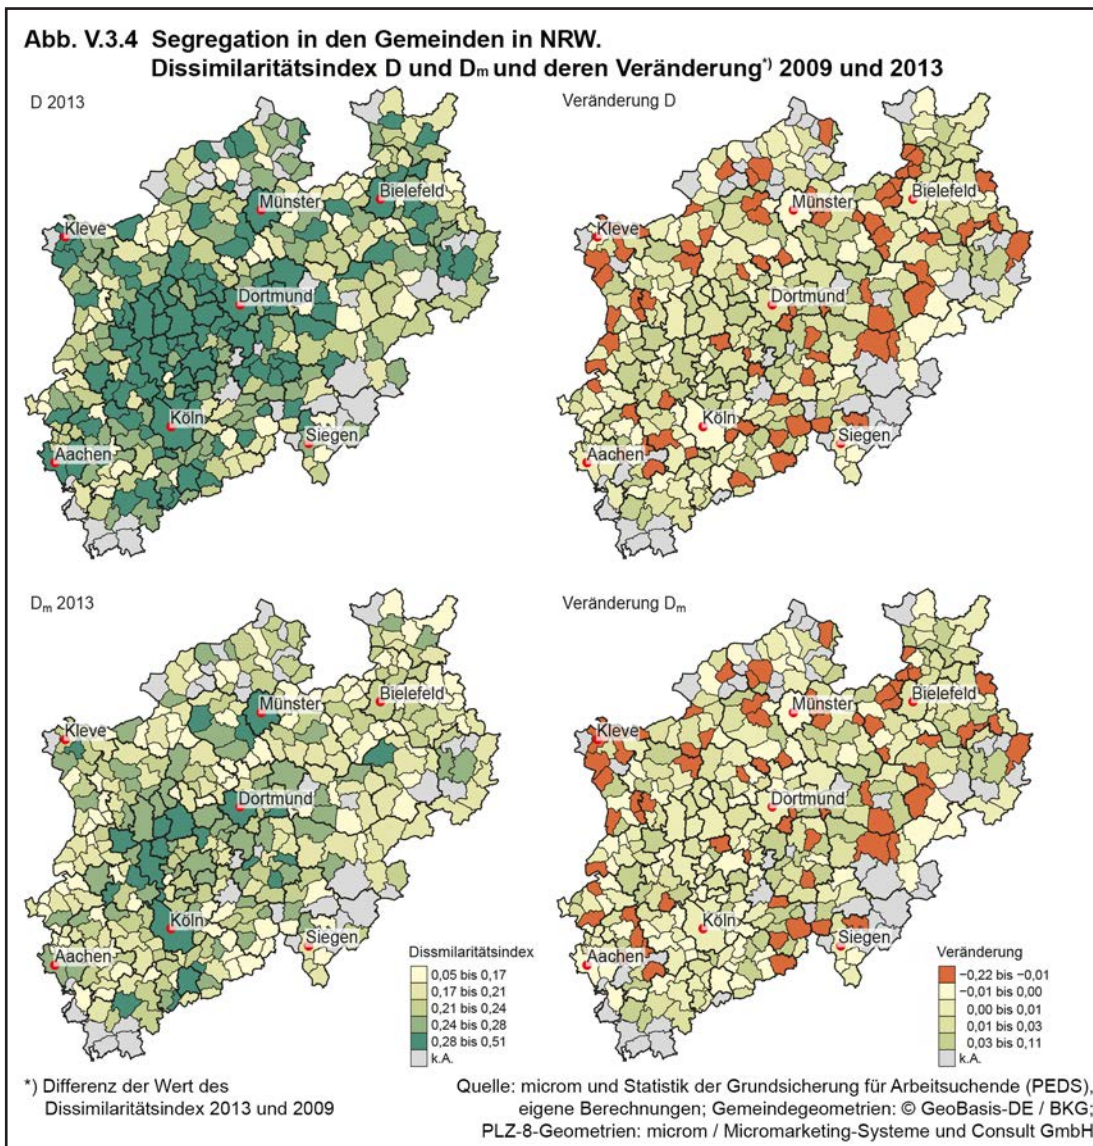 Abb. V.3.4 Segregation in den Gemeinden in NRW.
Dissimilaritätsindex D und Dm und deren Veränderung*) 2009 und 2013
D 2013
Kleve
Münster
Bielefeld
Dortmund
Köln
Aachen
Siegen
Veränderung D
Kleve
Münster
Bielefeld
Dortmund
Köln
Aachen
Siegen
Dm 2013
Kleve
Münster
Bielefeld
Dortmund
Köln
Aachen
Siegen
Dissmilaritätsindex
0,05 bis 0,17
0,17 bis 0,21
0,21 bis 0,24
0,24 bis 0,28
0,28 bis 0,51
k.A.
Veränderung Dm
Kleve
Münster
Bielefeld
Dortmund
Köln
Aachen
Siegen
Veränderung
−0,22 bis −0,01
−0,01 bis 0,00
0,00 bis 0,01
0,01 bis 0,03
0,03 bis 0,11
k.A.
*) Differenz der Wert des
Dissimilaritätsindex 2013 und 2009
Quelle: microm und Statistik der Grundsicherung für Arbeitsuchende (PEDS),
eigene Berechnungen; Gemeindegeometrien: © GeoBasis-DE / BKG;
PLZ-8-Geometrien: microm / Micromarketing-Systeme und Consult GmbH